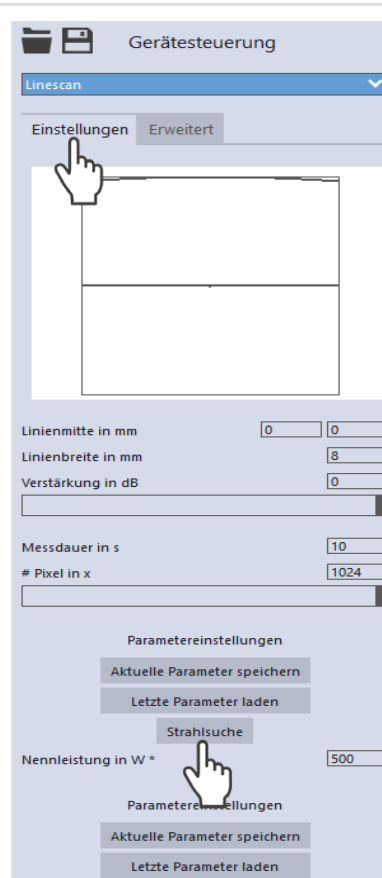 Gerätesteuerung
Linescan
Einstellungen Erweitert
Linienmitte in mm 0 0
Linienbreite in mm 8
Verstärkung in dB 0
Messdauer in s 10
# Pixel in x 1024
Parametereinstellungen
Aktuelle Parameter speichern
Letzte Parameter laden
Strahlsuche
Nennleistung in W * 500
Parametereinstellungen
Aktuelle Parameter speichern
Letzte Parameter laden